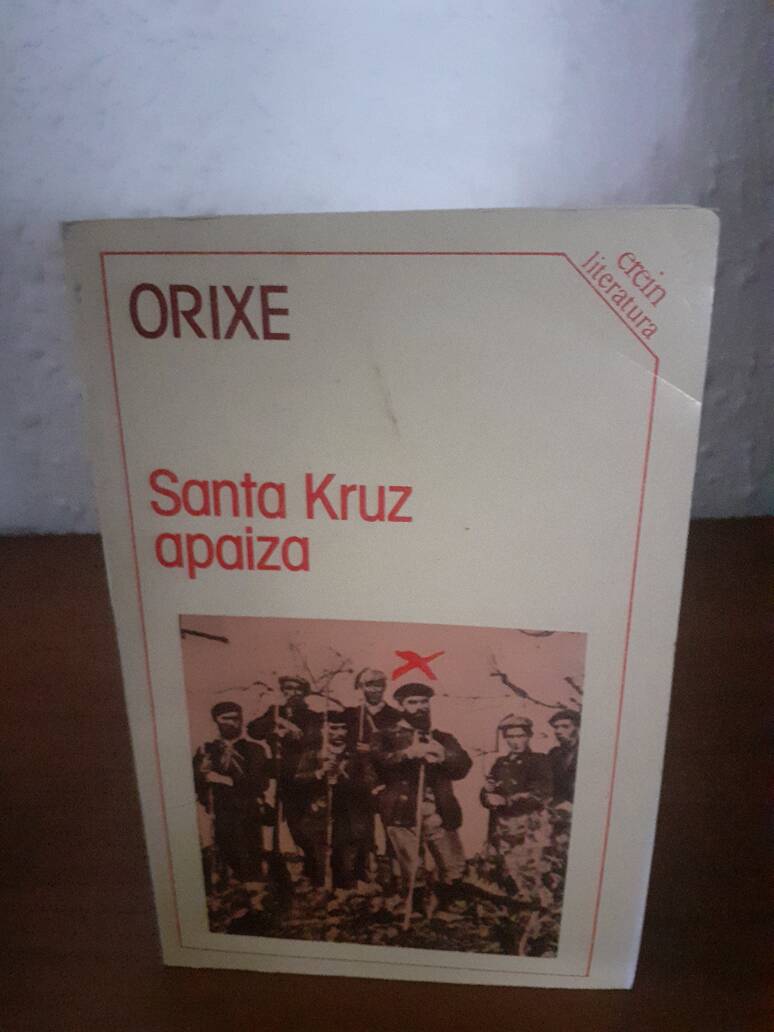 ORIXE
erein
literatura
Santa Kruz
apaiza